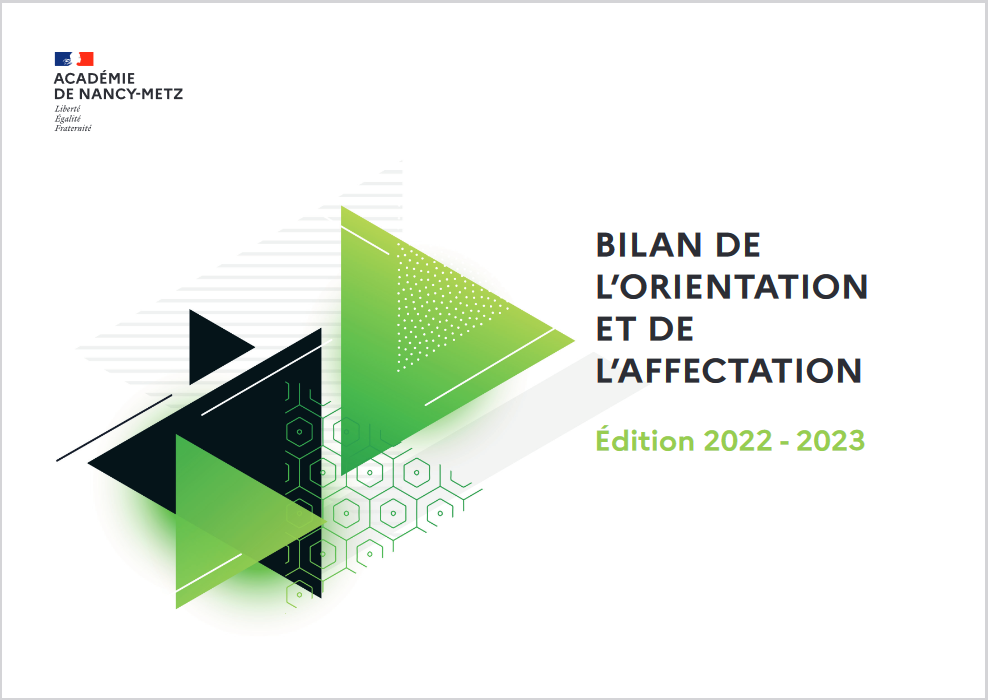 ACADÉMIE
DE NANCY-METZ
Liberté
Égalité
Fraternité
BILAN DE
L'ORIENTATION
ET DE
L'AFFECTATION
Édition 2022 - 2023